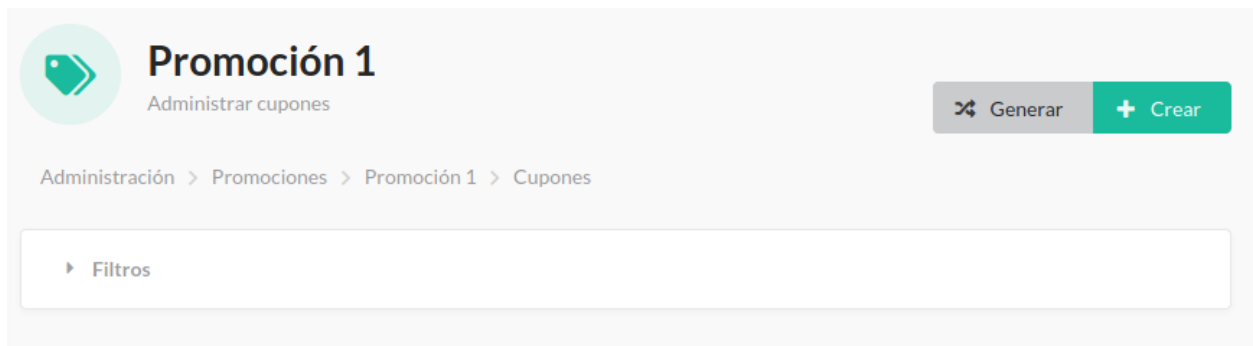 Promoción 1
Administrar cupones
Generar
Crear
Administración > Promociones > Promoción 1 > Cupones
Filtros